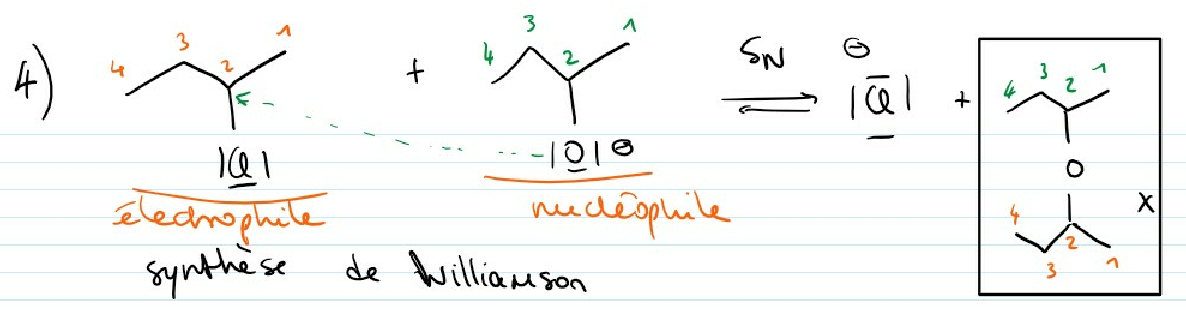 4) 4 3 2 1 + 4 3 2 1 SN ⊖ |Cl| + 4 3 2 1
|Cl| |O|⊖ O
électrophile nucléophile 4 3 2 1 X
synthèse de Williamson